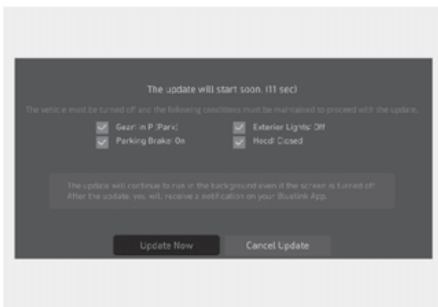 The update will start soon. (11 sec)
The vehicle must be turned off and the following conditions must be maintained to proceed with the update.
Gear: in P (Park)
Exterior Lights: Off
Parking Brake: On
Hood: Closed
The update will continue to run in the background even if the screen is turned off.
After the update, you will receive a notification on your Bluelink App.
Update Now
Cancel Update